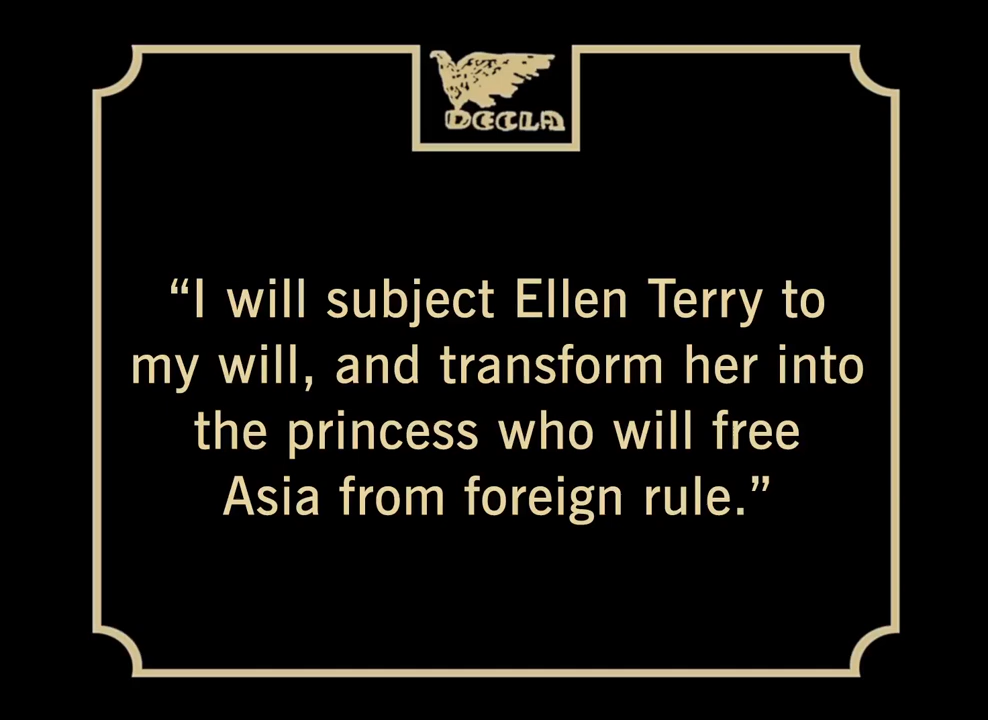 DECLA
“I will subject Ellen Terry to
my will, and transform her into
the princess who will free
Asia from foreign rule.”